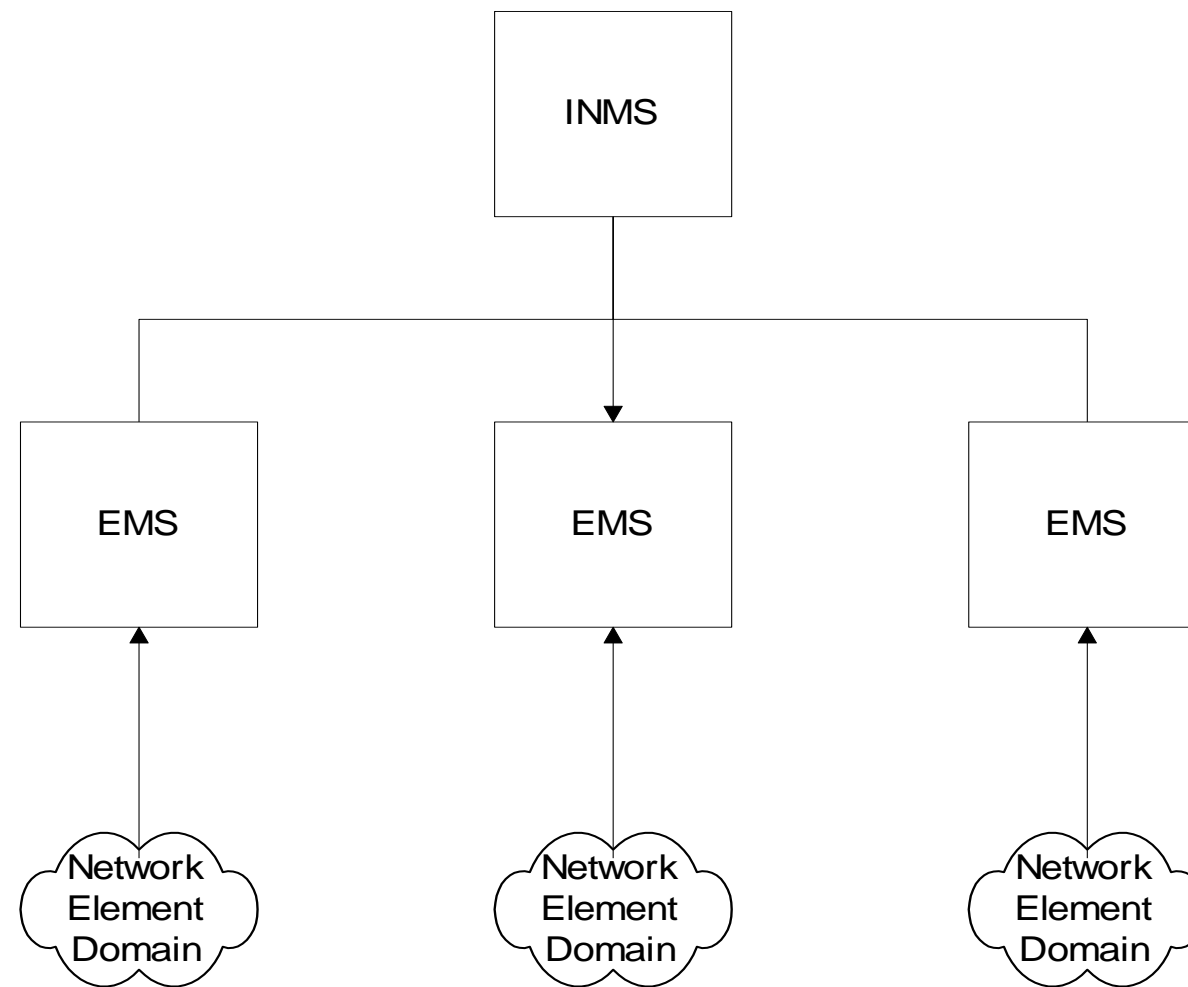 INMS
EMS
EMS
EMS
Network
Element
Domain
Network
Element
Domain
Network
Element
Domain